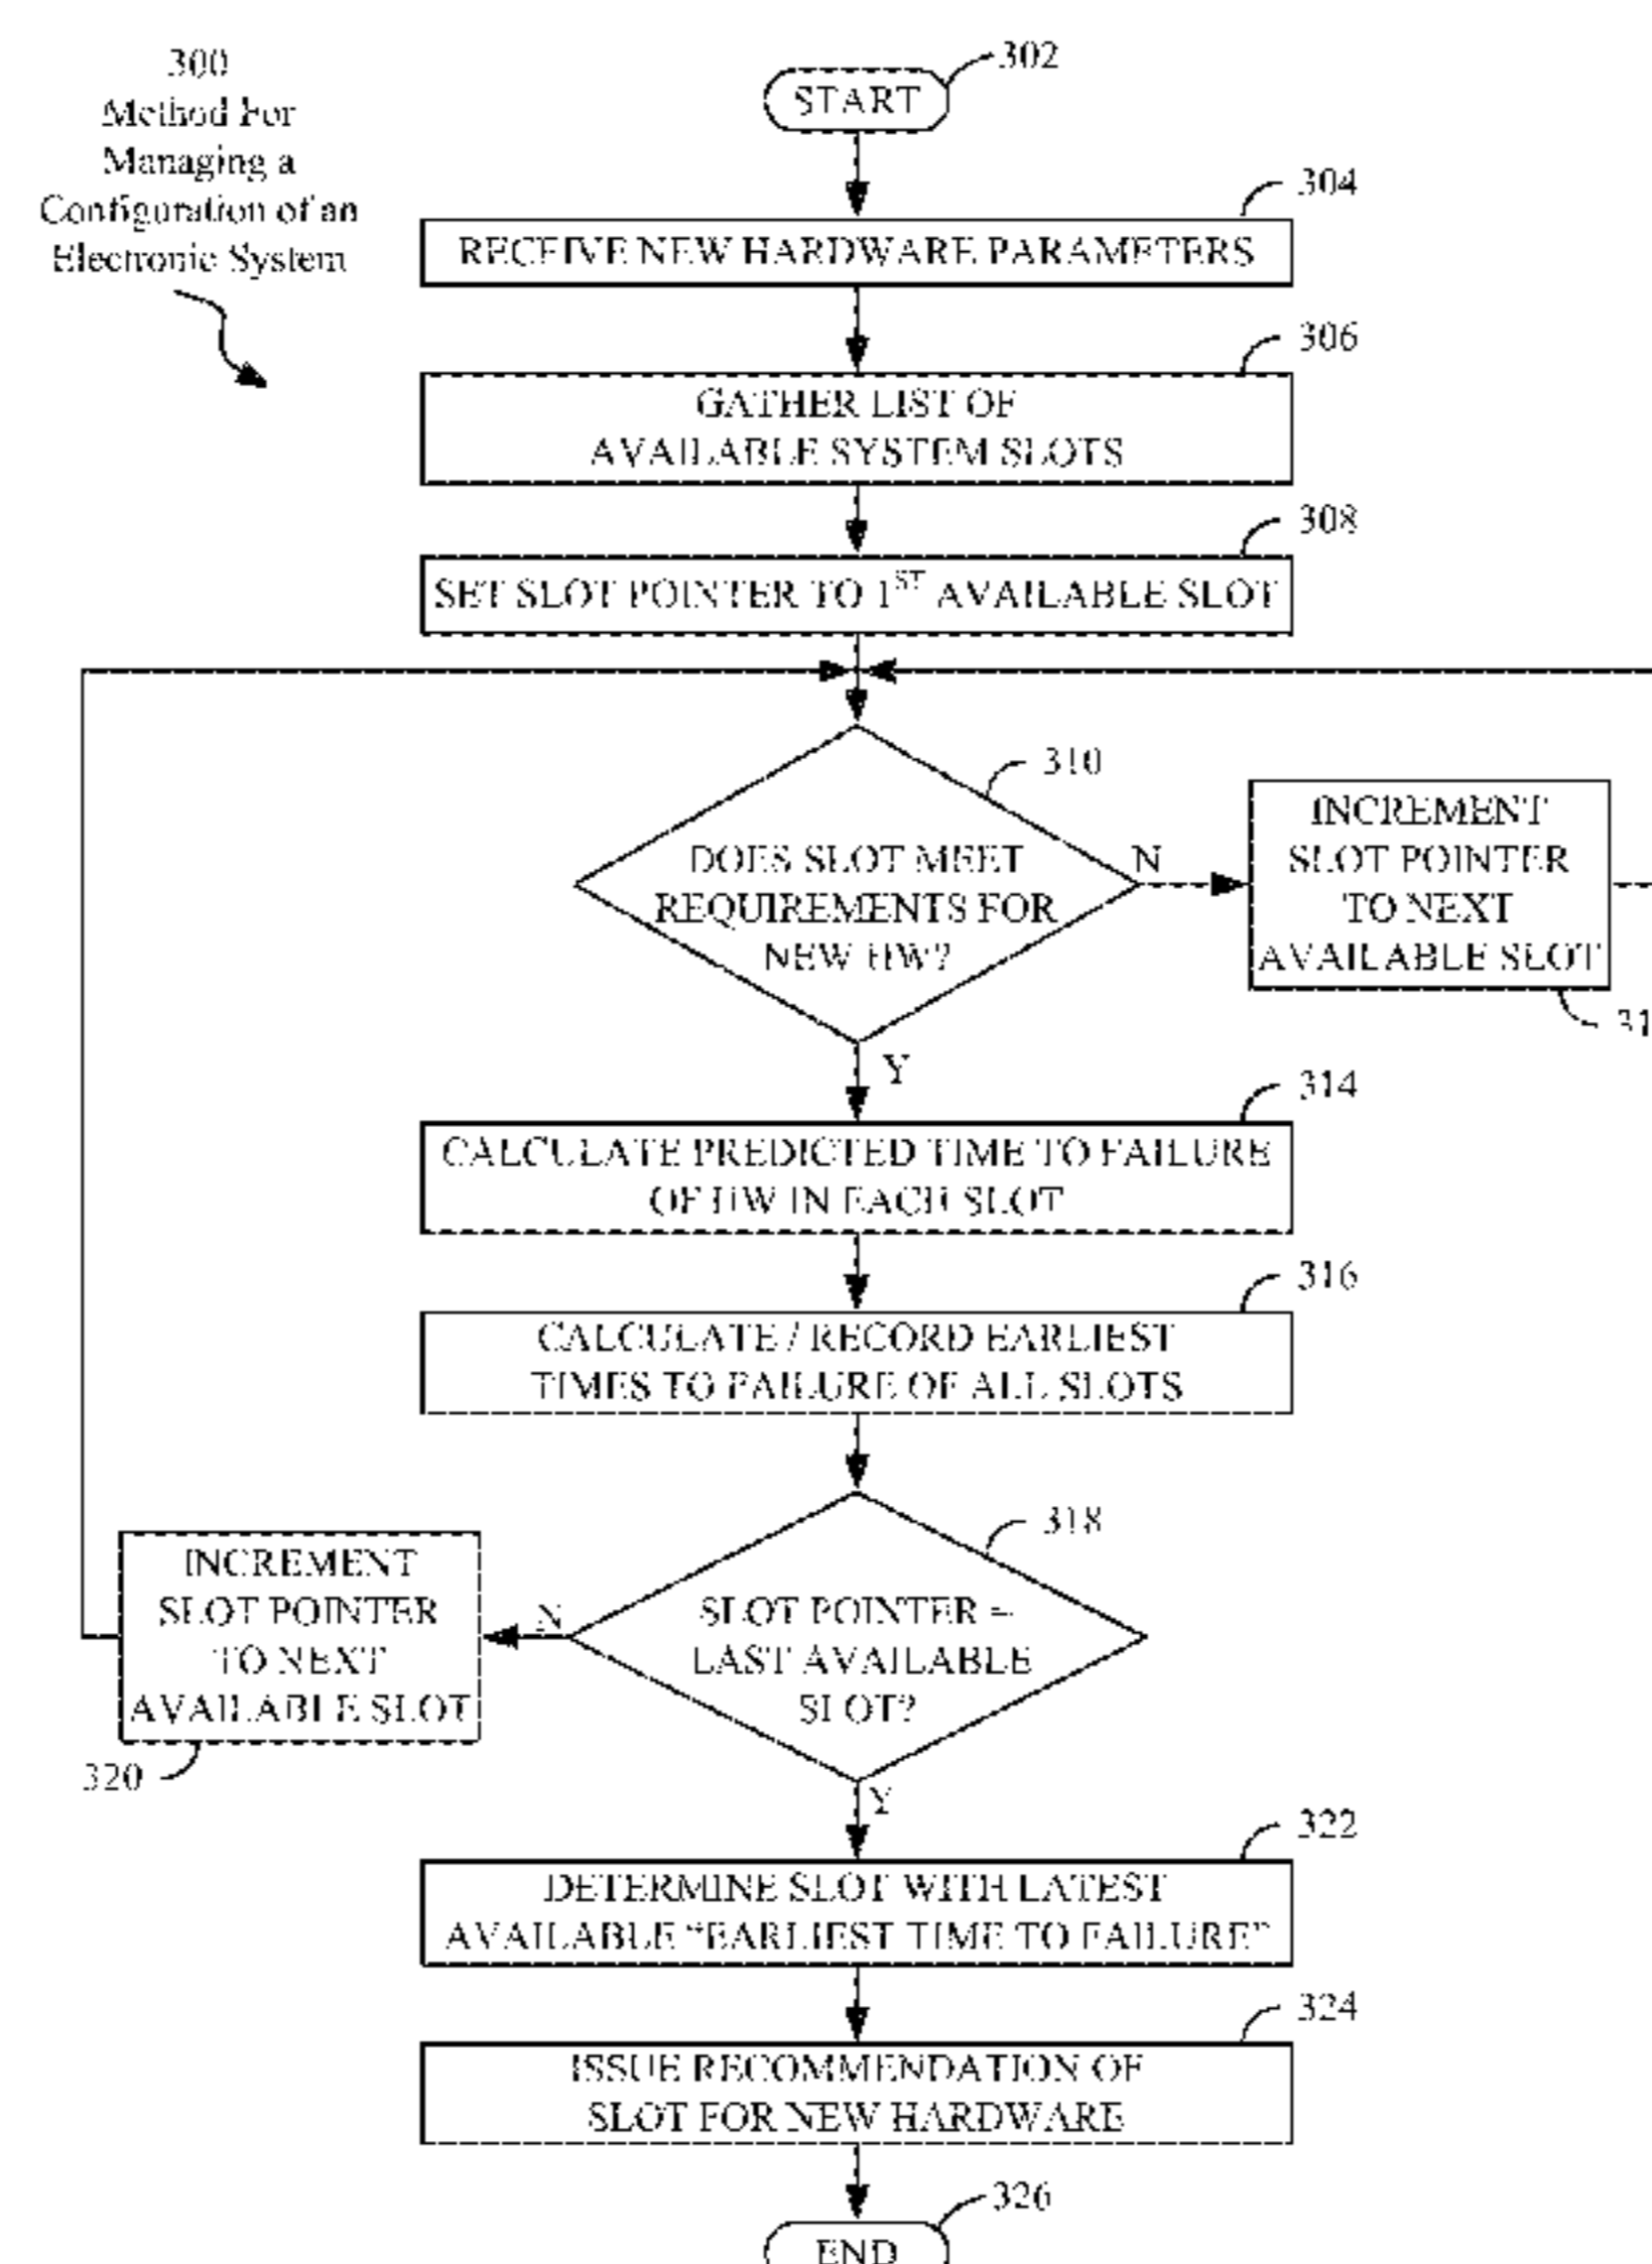 300
Method For
Managing a
Configuration of an
Electronic System
302
START
304
RECEIVE NEW HARDWARE PARAMETERS
306
GATHER LIST OF
AVAILABLE SYSTEM SLOTS
308
SET SLOT POINTER TO 1ST AVAILABLE SLOT
310
DOES SLOT MEET
REQUIREMENTS FOR
NEW HW?
N
INCREMENT
SLOT POINTER
TO NEXT
AVAILABLE SLOT
31
Y
314
CALCULATE PREDICTED TIME TO FAILURE
OF HW IN EACH SLOT
316
CALCULATE / RECORD EARLIEST
TIMES TO FAILURE OF ALL SLOTS
318
SLOT POINTER =
LAST AVAILABLE
SLOT?
N
INCREMENT
SLOT POINTER
TO NEXT
AVAILABLE SLOT
320
Y
322
DETERMINE SLOT WITH LATEST
AVAILABLE “EARLIEST TIME TO FAILURE”
324
ISSUE RECOMMENDATION OF
SLOT FOR NEW HARDWARE
326
END